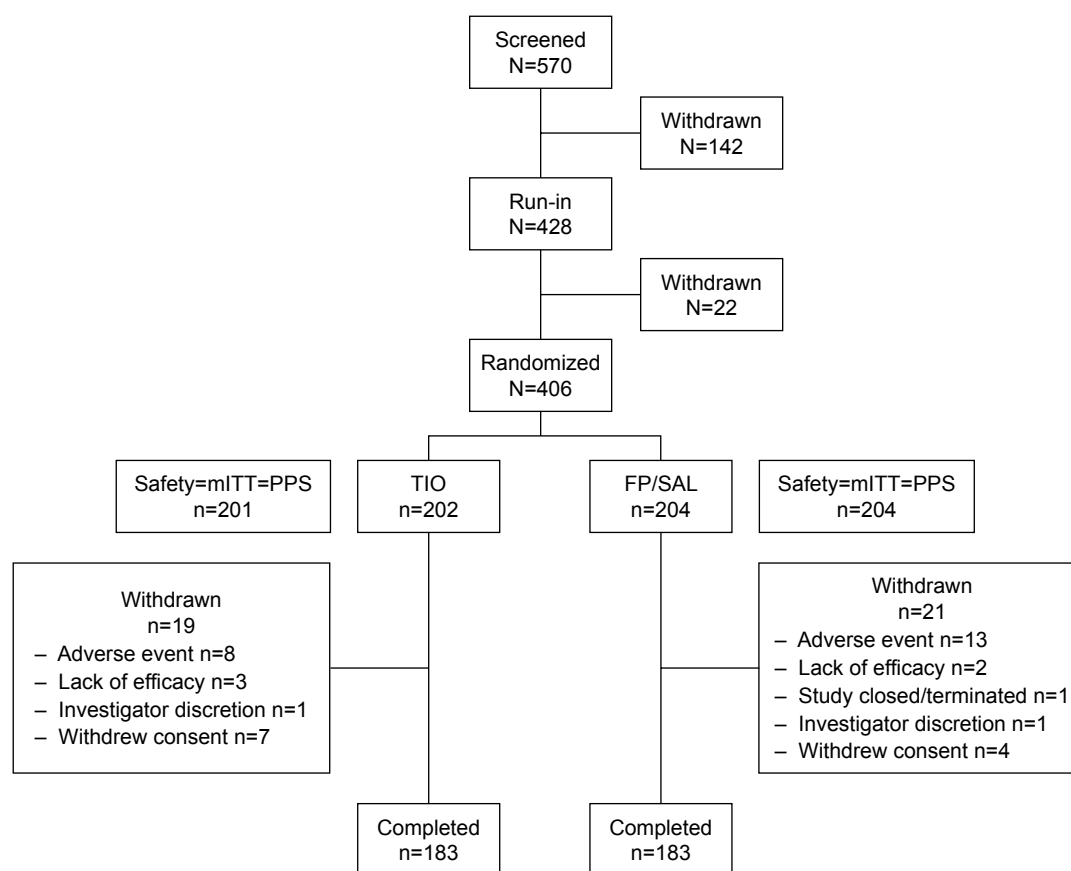 Screened
N=570
Withdrawn
N=142
Run-in
N=428
Withdrawn
N=22
Randomized
N=406
Safety=mITT=PPS
n=201
TIO
n=202
FP/SAL
n=204
Safety=mITT=PPS
n=204
Withdrawn
n=19
– Adverse event n=8
– Lack of efficacy n=3
– Investigator discretion n=1
– Withdrew consent n=7
Withdrawn
n=21
– Adverse event n=13
– Lack of efficacy n=2
– Study closed/terminated n=1
– Investigator discretion n=1
– Withdrew consent n=4
Completed
n=183
Completed
n=183